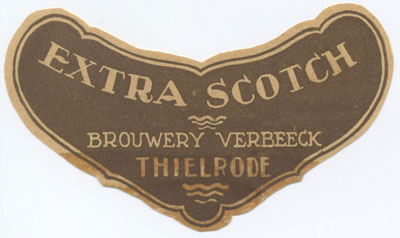 EXTRA SCOTCH
BROUWERY VERBEECK
THIELRODE